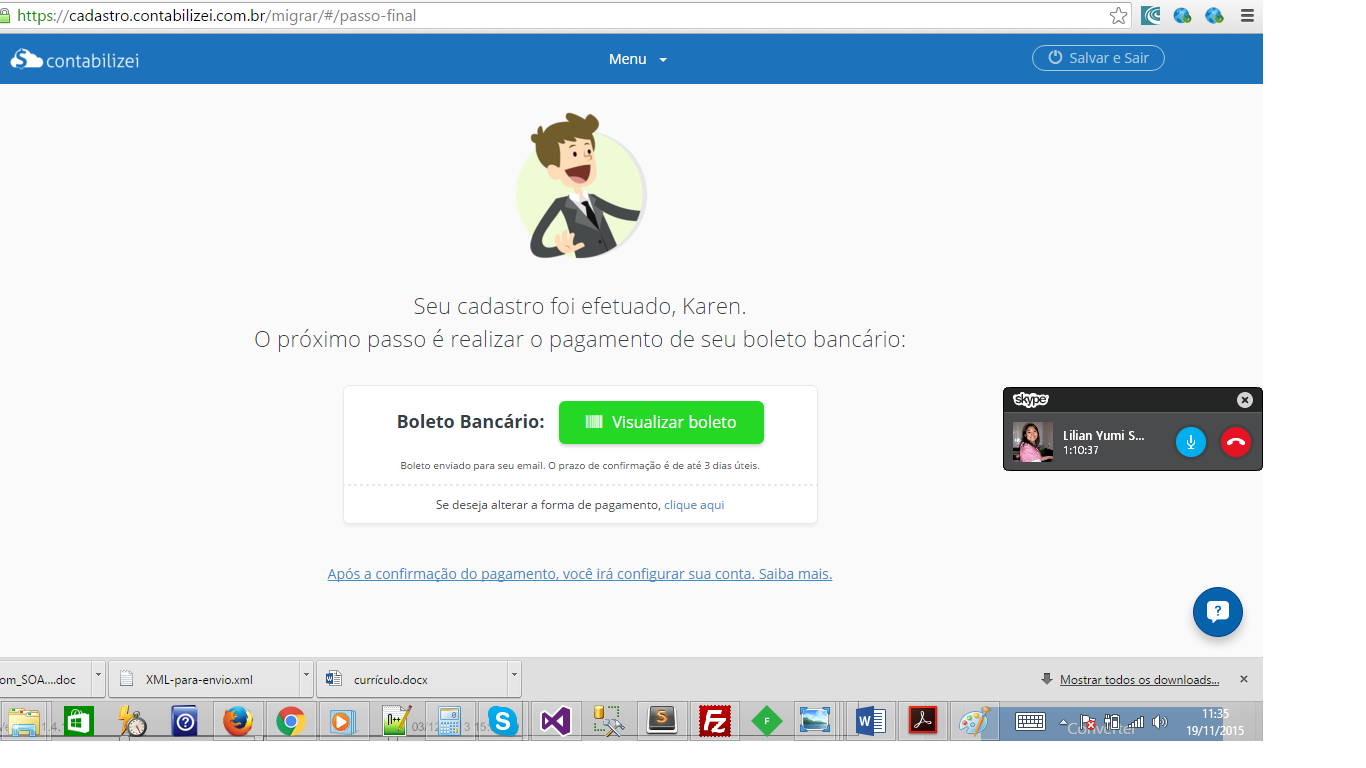 https://cadastro.contabilizei.com.br/migrar/#/passo-final
contabilizei
Menu
Salvar e Sair
Seu cadastro foi efetuado, Karen.
O próximo passo é realizar o pagamento de seu boleto bancário:
Boleto Bancário:
Visualizar boleto
Boleto enviado para seu email. O prazo de confirmação é de até 3 dias úteis.
Se deseja alterar a forma de pagamento, clique aqui
Após a confirmação do pagamento, você irá configurar sua conta. Saiba mais.
skype
Lilian Yumi S...
1:10:37
om_SOA....doc
XML-para-envio.xml
currículo.docx
Mostrar todos os downloads...
Converter
11:35
19/11/2015